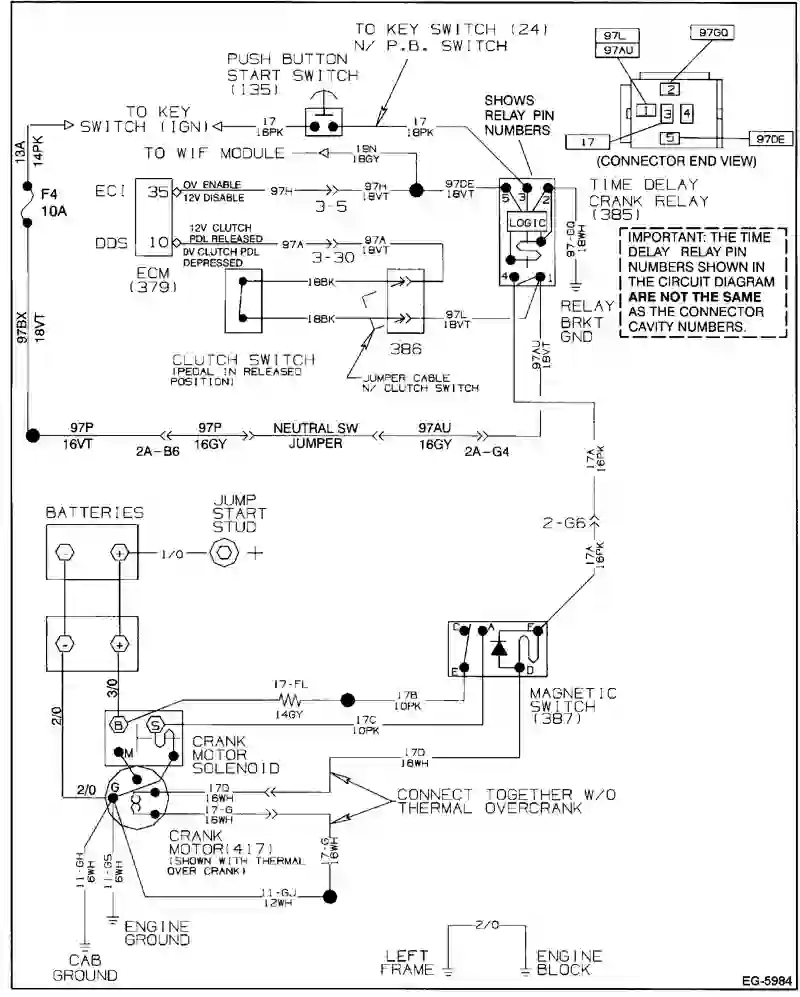 TO KEY SWITCH (24)
N/ P.B. SWITCH
PUSH BUTTON
START SWITCH
(135)
TO KEY
SWITCH (IGN)
17
16PK
17
18PK
SHOWS
RELAY PIN
NUMBERS
97L
97AU
97GQ
2
1
3
4
5
17
97DE
(CONNECTOR END VIEW)
13A
14PK
TO WIF MODULE
19N
18GY
F4
10A
ECI
35
0V ENABLE
12V DISABLE
97H
3-5
97H
18VT
97DE
18VT
5
3
2
LOGIC
4
1
97-GQ
18WH
TIME DELAY
CRANK RELAY
(385)
DDS
10
12V CLUTCH
PDL RELEASED
0V CLUTCH PDL
DEPRESSED
97A
3-30
97A
18VT
ECM
(379)
18BK
18BK
386
97L
18VT
RELAY
BRKT
GND
IMPORTANT: THE TIME
DELAY RELAY PIN
NUMBERS SHOWN IN
THE CIRCUIT DIAGRAM
ARE NOT THE SAME
AS THE CONNECTOR
CAVITY NUMBERS.
97BX
18VT
CLUTCH SWITCH
(PEDAL IN RELEASED
POSITION)
JUMPER CABLE
N/ CLUTCH SWITCH
97AU
18VT
97P
16VT
2A-B6
97P
16GY
NEUTRAL SW
JUMPER
97AU
16GY
2A-G4
17A
16PK
2-G6
17A
16PK
BATTERIES
JUMP
START
STUD
-
+
1/0
+
-
+
2/0
3/0
C
A
F
E
D
MAGNETIC
SWITCH
(387)
17-FL
14GY
17B
10PK
17C
10PK
B
S
M
CRANK
MOTOR
SOLENOID
17D
16WH
2/0
G
17D
16WH
17-G
16WH
CONNECT TOGETHER W/O
THERMAL OVERCRANK
CRANK
MOTOR(417)
(SHOWN WITH THERMAL
OVER CRANK)
17-G
16WH
11-GH
6WH
11-GS
6WH
11-GJ
12WH
ENGINE
GROUND
CAB
GROUND
2/0
LEFT
FRAME
ENGINE
BLOCK
EG-5984